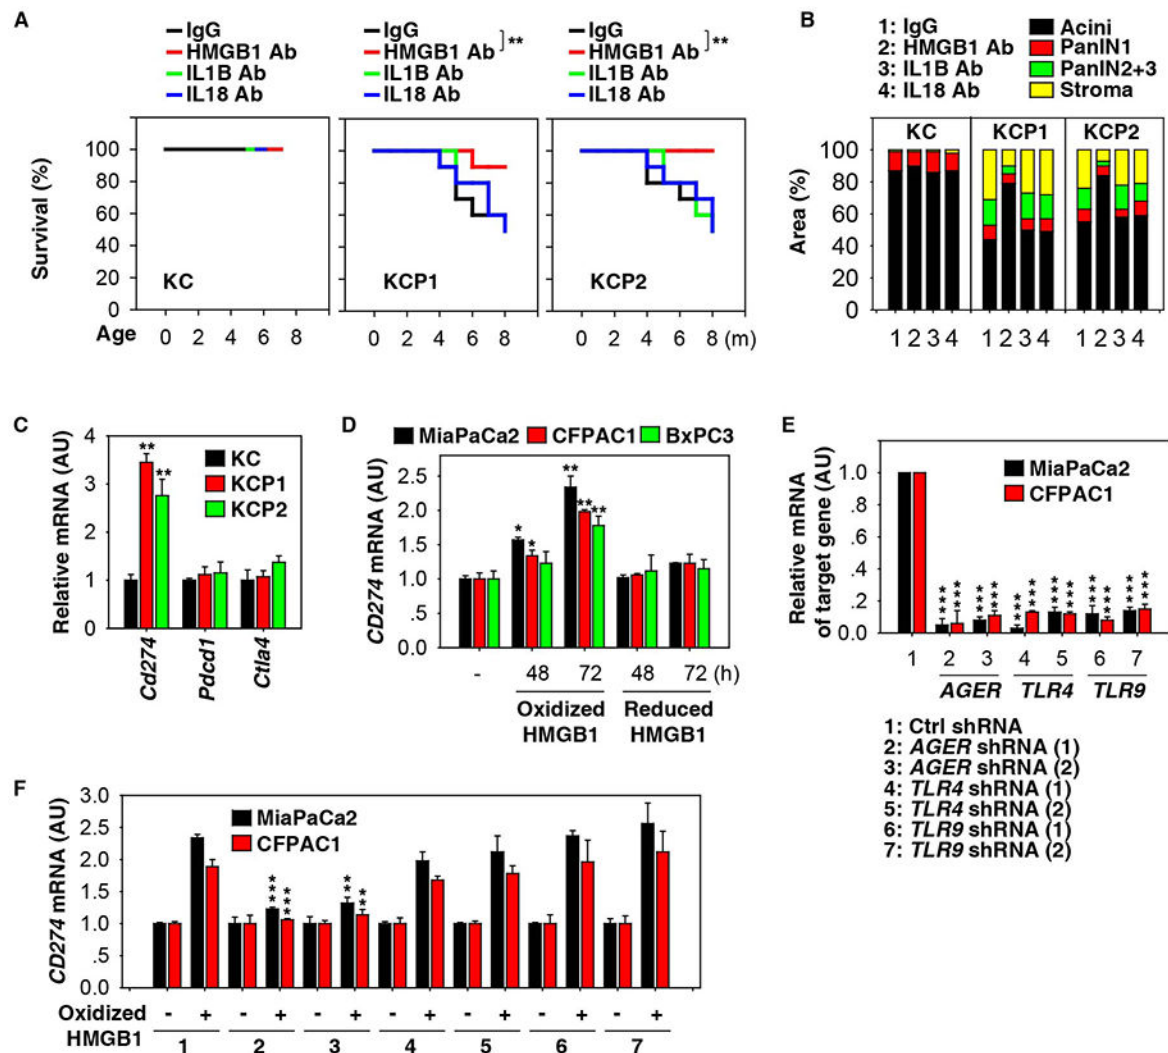 A
IgG
HMGB1 Ab
IL1B Ab
IL18 Ab
IgG
HMGB1 Ab
**
IL1B Ab
IL18 Ab
IgG
HMGB1 Ab
**
IL1B Ab
IL18 Ab
Survival (%)
100
80
60
40
20
0
KC
KCP1
KCP2
Age
0 2 4 6 8
0 2 4 6 8
0 2 4 6 8 (m)
B
1: IgG
2: HMGB1 Ab
3: IL1B Ab
4: IL18 Ab
Acini
PanIN1
PanIN2+3
Stroma
KC KCP1 KCP2
Area (%)
100
80
60
40
20
0
1 2 3 4 1 2 3 4 1 2 3 4
C
Relative mRNA (AU)
4
3
2
1
0
** **
KC
KCP1
KCP2
Cd274
Pdcd1
Ctla4
D
MiaPaCa2 CFPAC1 BxPC3
CD274 mRNA (AU)
2.5
2.0
1.5
1.0
.5
0.0
* * ** ** **
- 48 72 48 72 (h)
Oxidized HMGB1
Reduced HMGB1
E
MiaPaCa2
CFPAC1
Relative mRNA
of target gene (AU)
1.0
.8
.6
.4
.2
0.0
*** *** *** *** *** *** *** *** *** *** *** ***
1 2 3 4 5 6 7
AGER TLR4 TLR9
1: Ctrl shRNA
2: AGER shRNA (1)
3: AGER shRNA (2)
4: TLR4 shRNA (1)
5: TLR4 shRNA (2)
6: TLR9 shRNA (1)
7: TLR9 shRNA (2)
F
MiaPaCa2
CFPAC1
CD274 mRNA (AU)
3.0
2.5
2.0
1.5
1.0
.5
0.0
*** *** ** **
Oxidized
HMGB1
- + - + - + - + - + - + - +
1 2 3 4 5 6 7